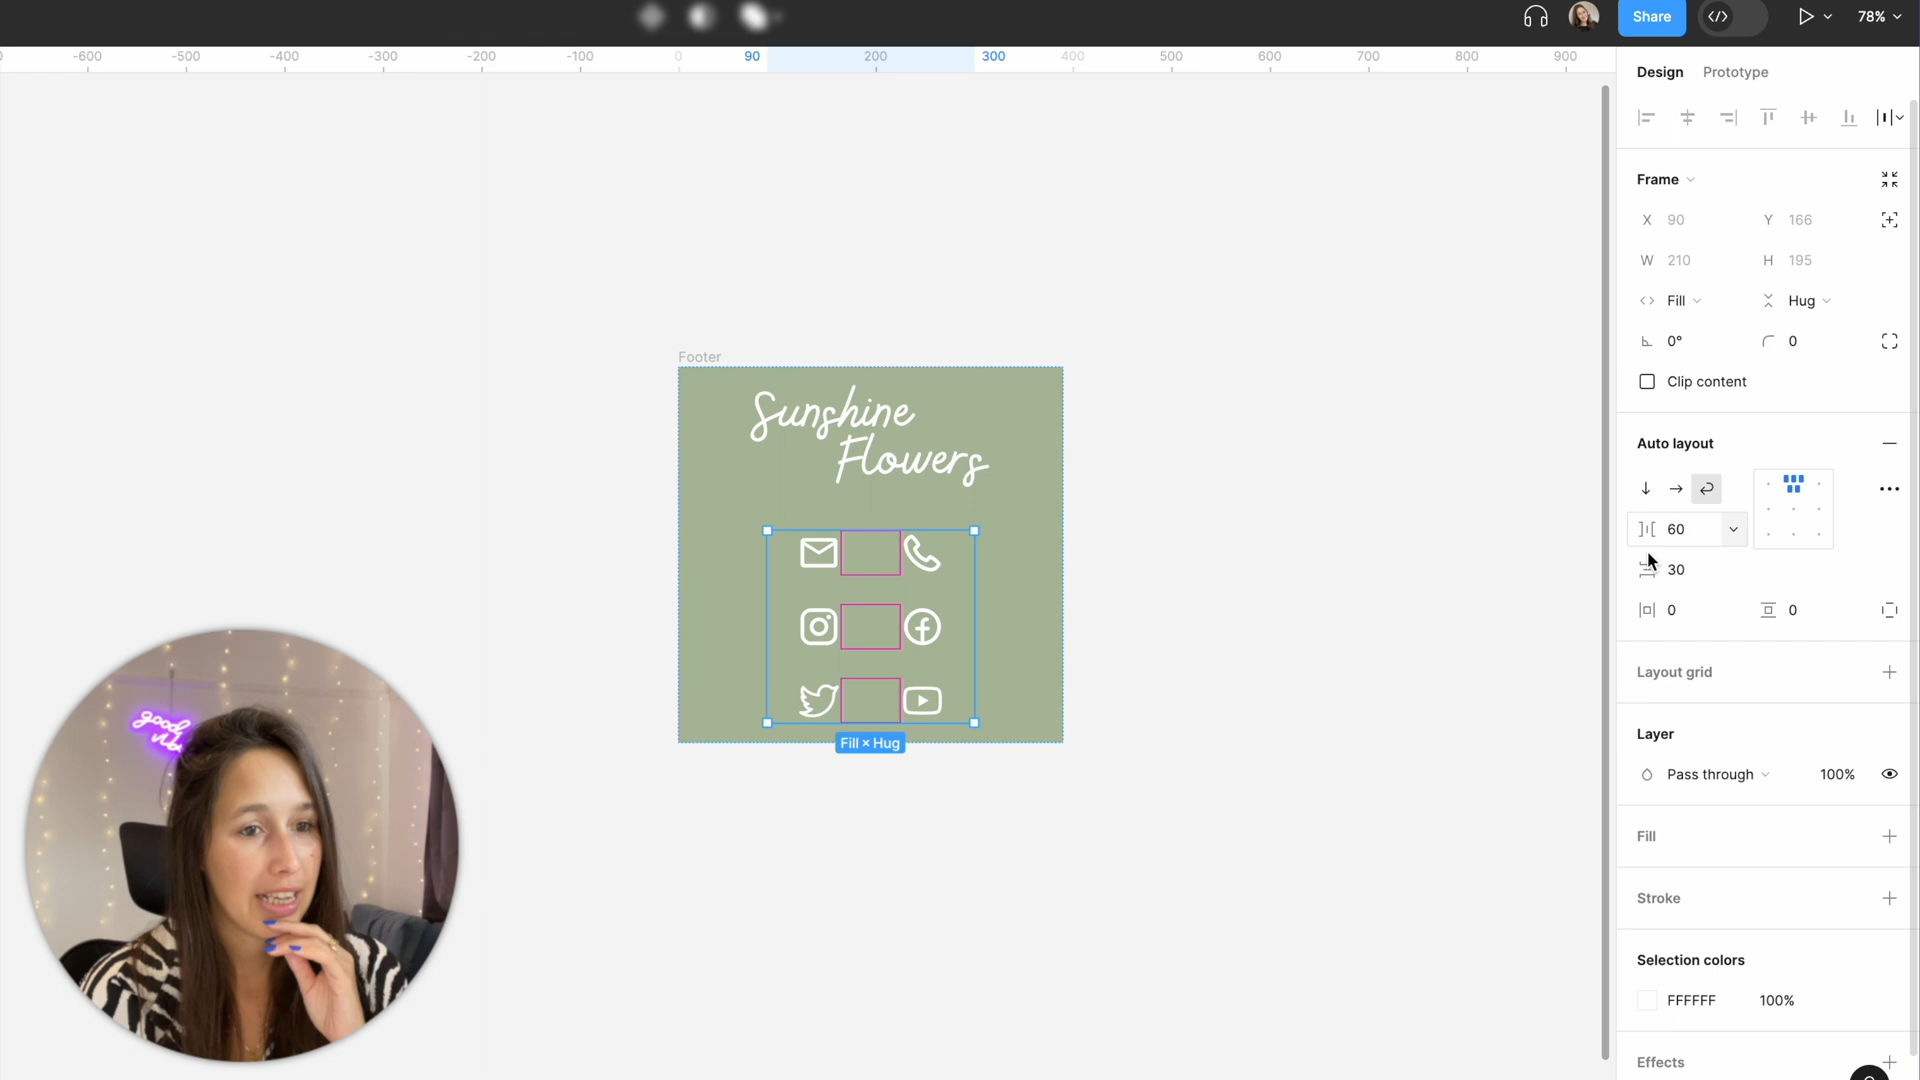 Share
78%
-600 -500 -400 -300 -200 -100 0 90 200 300 400 500 600 700 800 900
Design Prototype
Frame
X 90 Y 166
W 210 H 195
Fill Hug
0° 0
Clip content
Auto layout
60
30
0 0
Layout grid
Layer
Pass through 100%
Fill
Stroke
Selection colors
FFFFFF 100%
Effects
Footer
Sunshine
Flowers
Fill × Hug
good